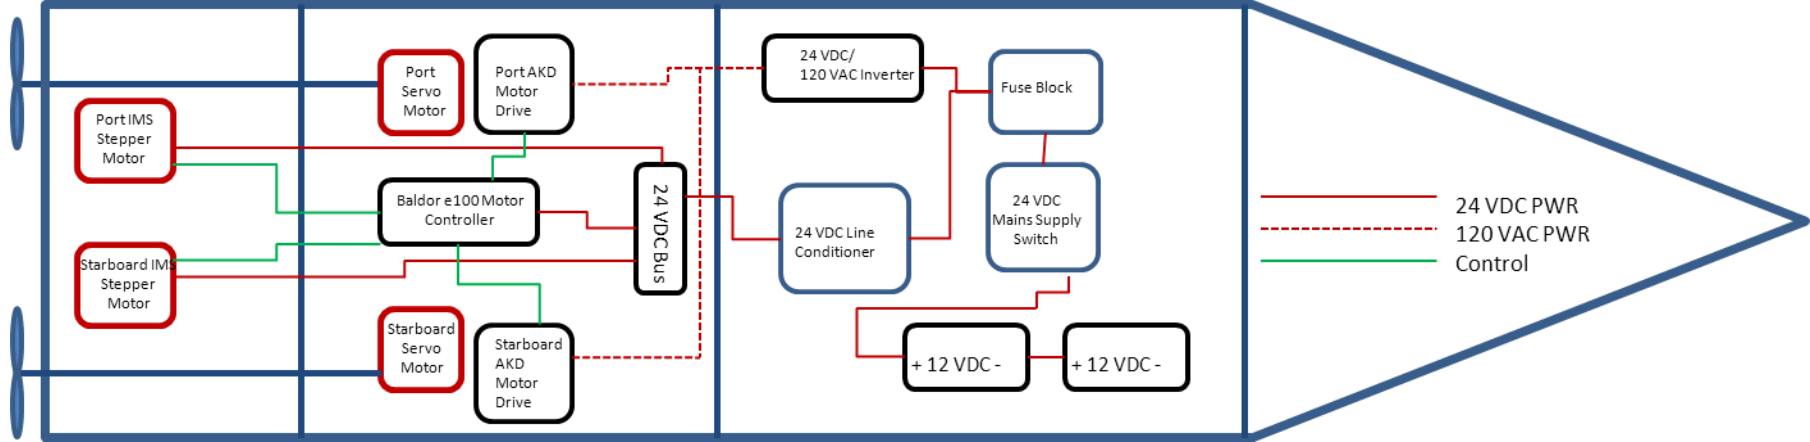 Port IMS
Stepper
Motor
Starboard IMS
Stepper
Motor
Port
Servo
Motor
Port AKD
Motor
Drive
Baldor e100 Motor
Controller
Starboard
Servo
Motor
Starboard
AKD
Motor
Drive
24 VDC Bus
24 VDC/
120 VAC Inverter
Fuse Block
24 VDC Line
Conditioner
24 VDC
Mains Supply
Switch
+ 12 VDC -
+ 12 VDC -
24 VDC PWR
120 VAC PWR
Control